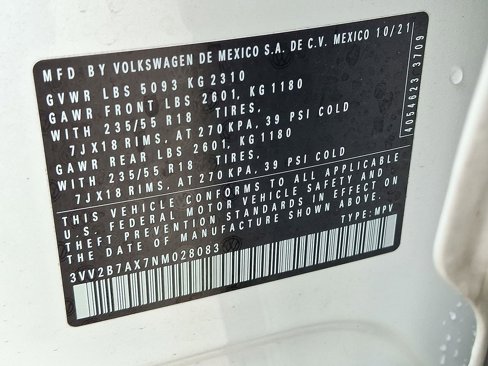 MFD BY VOLKSWAGEN DE MEXICO S.A. DE C.V. MEXICO 10/21
GVWR LBS 5093 KG 2310
GAWR FRONT LBS 2601, KG 1180
WITH 235/55 R18 TIRES,
7JX18 RIMS, AT 270KPA, 39 PSI COLD
GAWR REAR LBS 2601, KG 1180
WITH 235/55 R18 TIRES,
7JX18 RIMS, AT 270KPA, 39 PSI COLD
THIS VEHICLE CONFORMS TO ALL APPLICABLE
U.S. FEDERAL MOTOR VEHICLE SAFETY AND
THEFT PREVENTION STANDARDS IN EFFECT ON
THE DATE OF MANUFACTURE SHOWN ABOVE
3VV2B7AX7NM028083 TYPE: MPV
4054623 3709